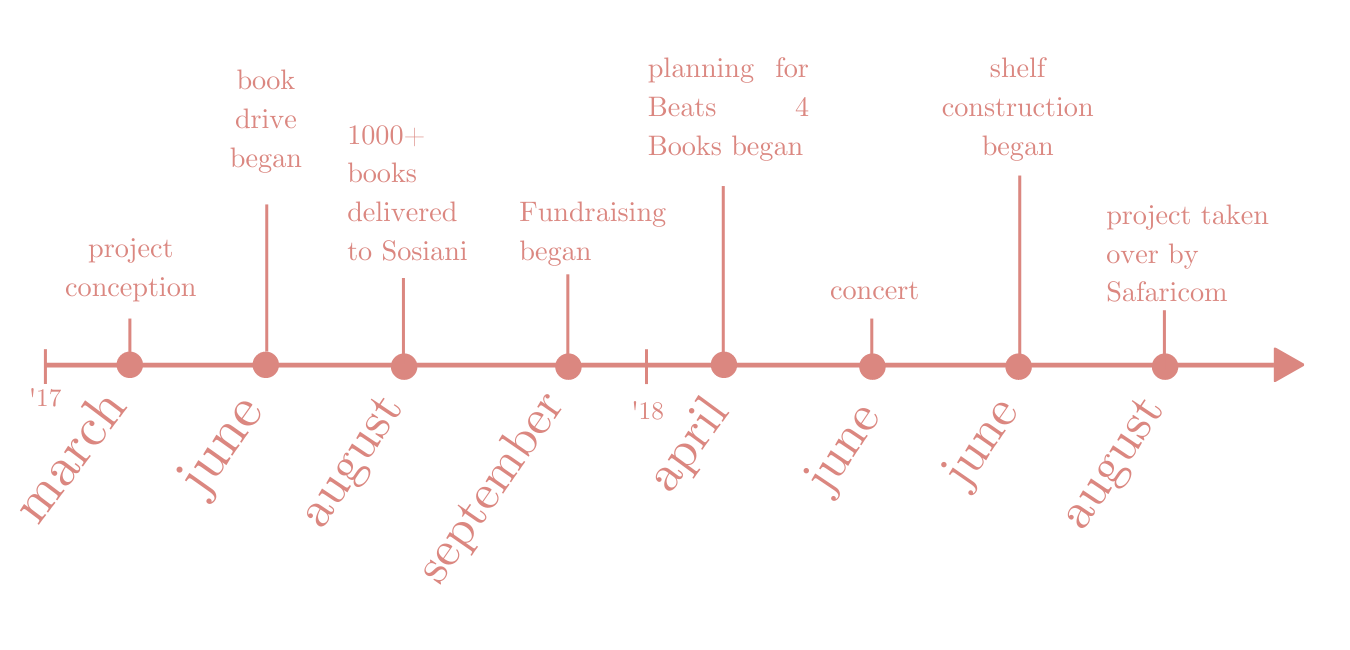 project
conception
book
drive
began
1000+
books
delivered
to Sosiani
Fundraising
began
planning for
Beats 4
Books began
concert
shelf
construction
began
project taken
over by
Safaricom
'17
march
june
august
september
'18
april
june
june
august